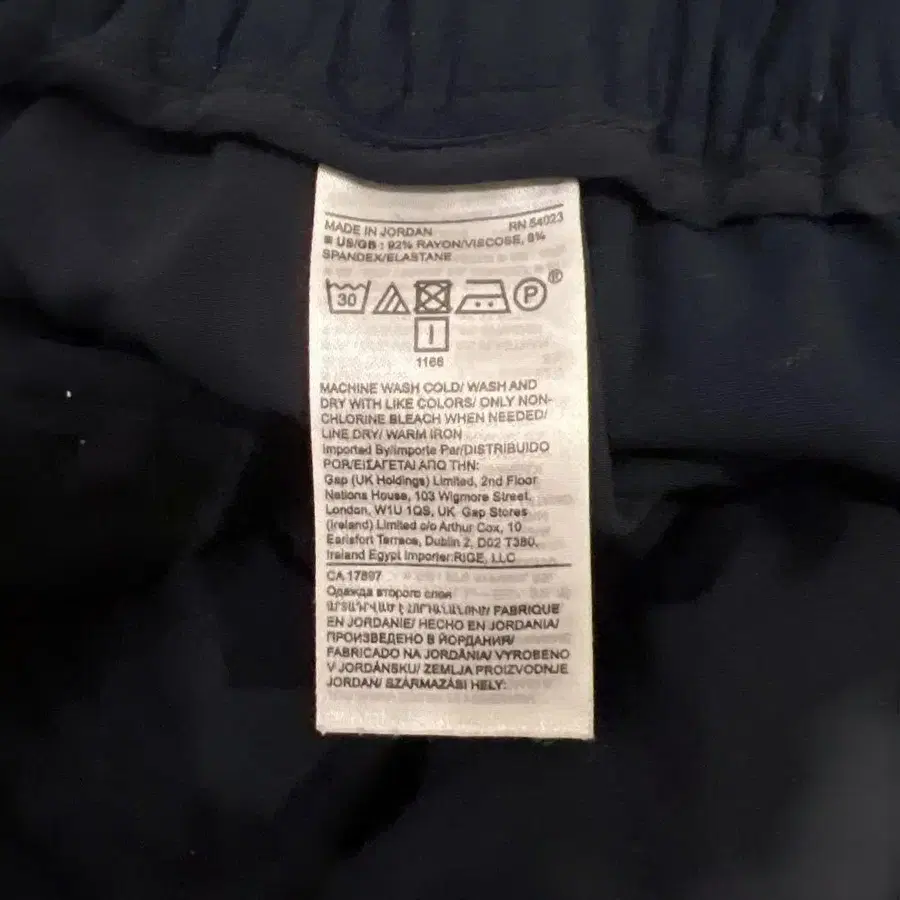 MADE IN JORDAN RN 54023
US/GB : 92% RAYON/VISCOSE, 8%
SPANDEX/ELASTANE
30 P ®
1166
MACHINE WASH COLD/ WASH AND
DRY WITH LIKE COLORS/ ONLY NON-
CHLORINE BLEACH WHEN NEEDED/
LINE DRY/ WARM IRON
Imported By/Importe Par/DISTRIBUIDO
POR/ΕΙΣΑΓΕΤΑΙ ΑΠΟ ΤΗΝ:
Gap (UK Holdings) Limited, 2nd Floor
Nations House, 103 Wigmore Street,
London, W1U 1QS, UK Gap Stores
(Ireland) Limited c/o Arthur Cox, 10
Earlsfort Terrace, Dublin 2, D02 T380,
Ireland Egypt Importer:RIGE, LLC
CA 17897
Одежда второго слоя
FABRIQUE
EN JORDANIE/ HECHO EN JORDANIA/
ПРОИЗВЕДЕНО В ЙОРДАНИЯ/
FABRICADO NA JORDÂNIA/ VYROBENO
V JORDÁNSKU/ ZEMLJA PROIZVODNJE
JORDAN/ SZÁRMAZÁSI HELY: